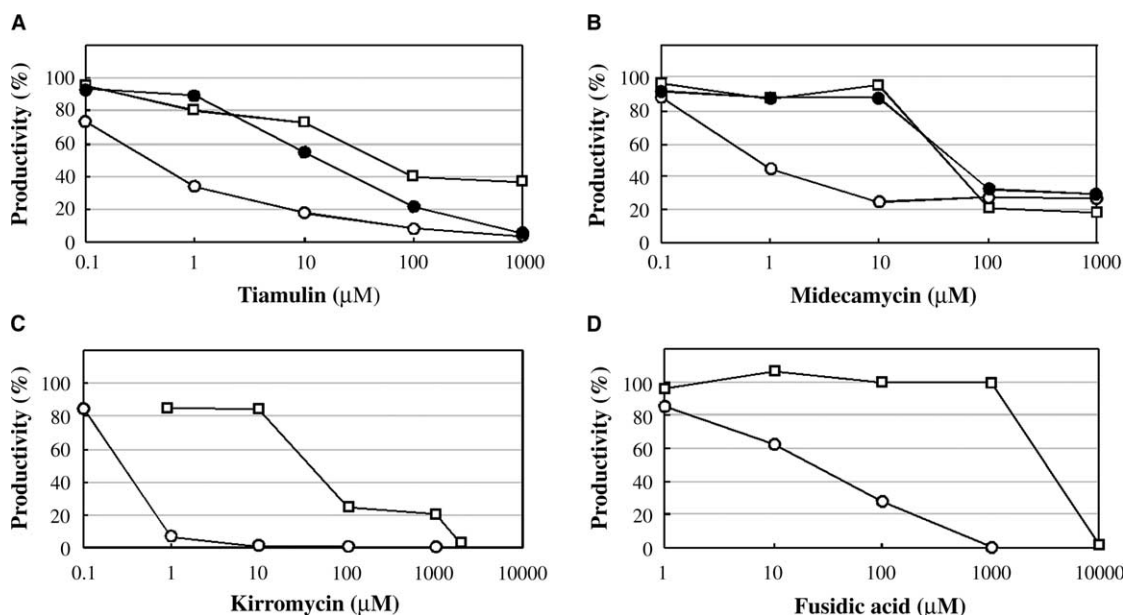 A
Productivity (%)
100
80
60
40
20
0
0.1 1 10 100 1000
Tiamulin (µM)
B
Productivity (%)
100
80
60
40
20
0
0.1 1 10 100 1000
Midecamycin (µM)
C
Productivity (%)
100
80
60
40
20
0
0.1 1 10 100 1000 10000
Kirromycin (µM)
D
Productivity (%)
100
80
60
40
20
0
1 10 100 1000 10000
Fusidic acid (µM)